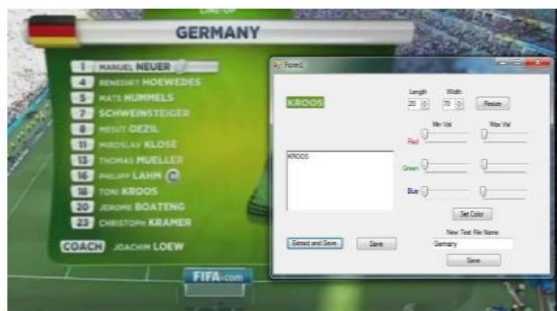 LINE-UP
GERMANY
1 MANUEL NEUER
4 BENEDIKT HOEWEDES
5 MATS HUMMELS
7 SCHWEINSTEIGER
8 MESUT OEZIL
11 MIROSLAV KLOSE
13 THOMAS MUELLER
16 PHILIPP LAHM C
18 TONI KROOS
20 JEROME BOATENG
23 CHRISTOPH KRAMER
COACH JOACHIM LOEW
FIFA.com
Form1
KROOS
Length Width
20 70 Resize
Min Val Max Val
Red
Green
Blue
Set Color
KROOS
New Text File Name
Extract and Save Save Germany
Save